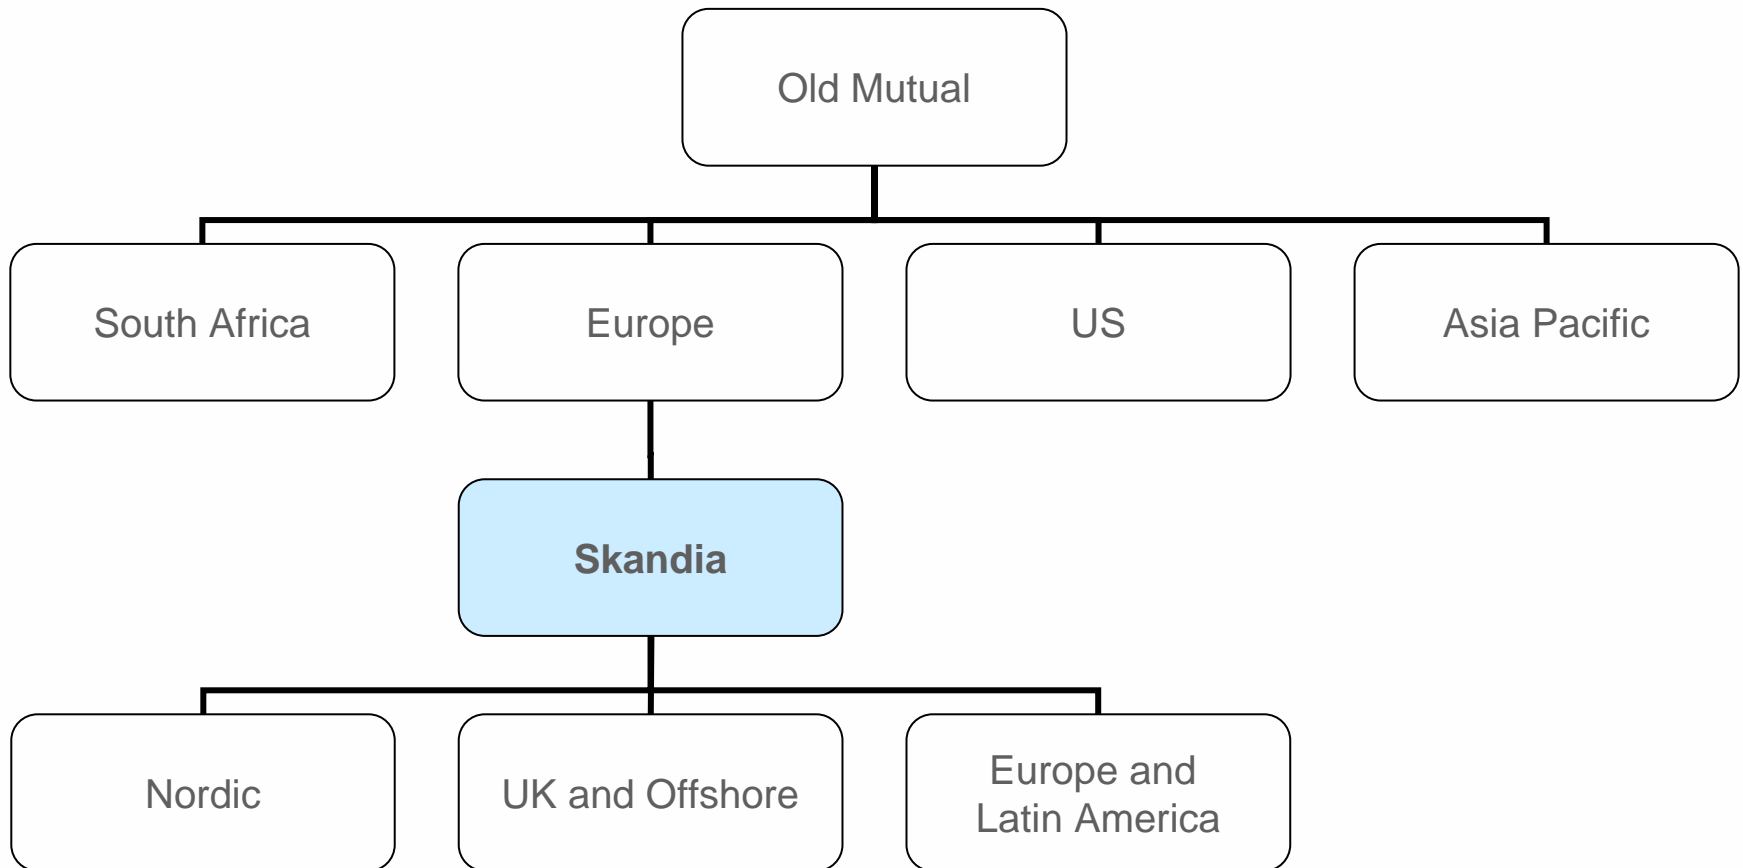 Old Mutual
South Africa
Europe
US
Asia Pacific
Skandia
Nordic
UK and Offshore
Europe and
Latin America